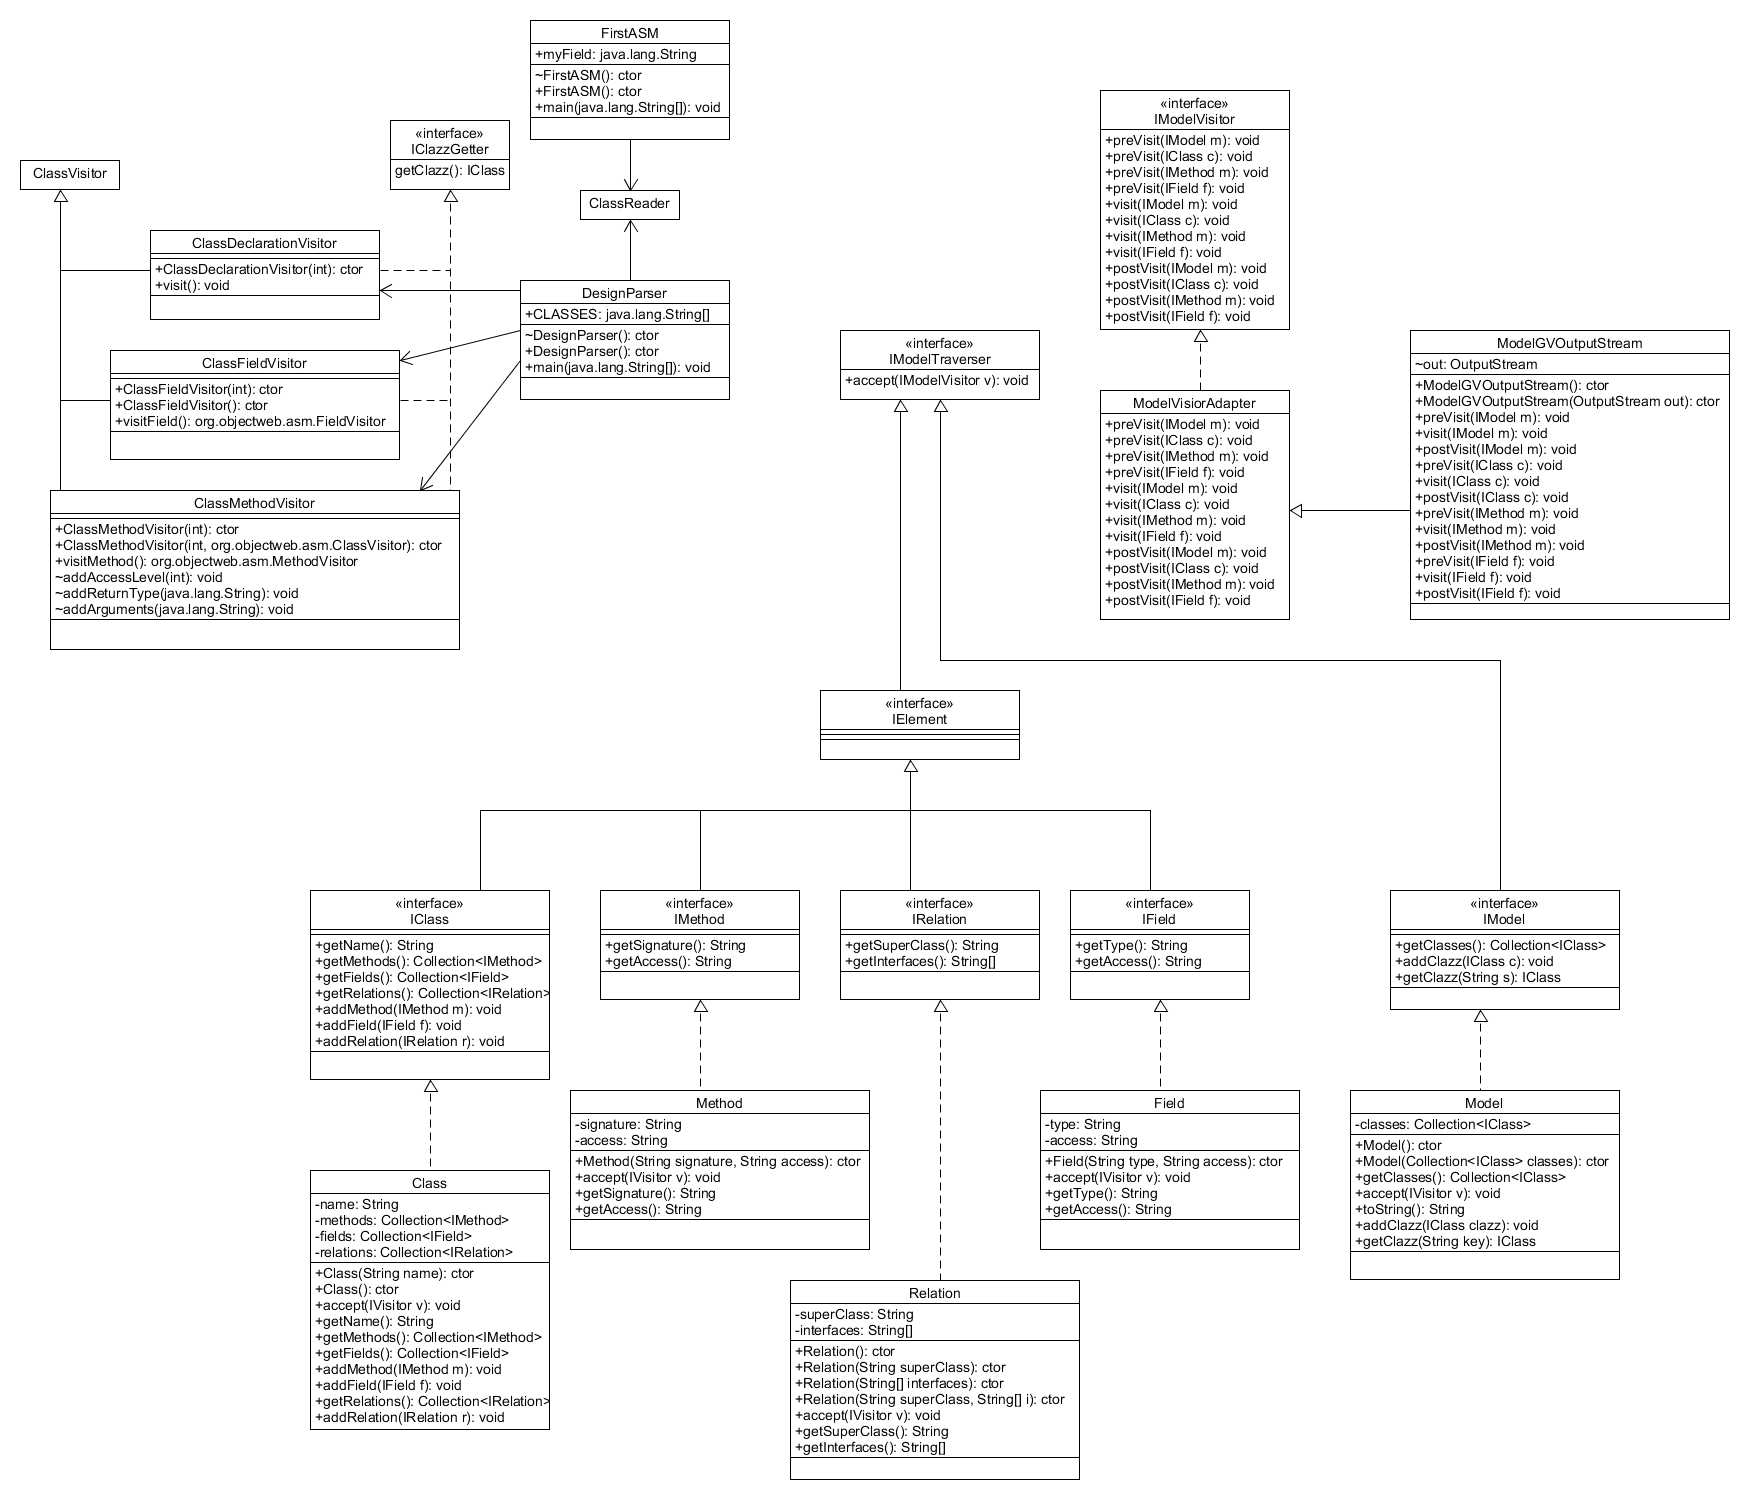 FirstASM
+myField: java.lang.String
~FirstASM(): ctor
+FirstASM(): ctor
+main(java.lang.String[]): void
«interface»
IModelVisitor
+preVisit(IModel m): void
+preVisit(IClass c): void
+preVisit(IMethod m): void
+preVisit(IField f): void
+visit(IModel m): void
+visit(IClass c): void
+visit(IMethod m): void
+visit(IField f): void
+postVisit(IModel m): void
+postVisit(IClass c): void
+postVisit(IMethod m): void
+postVisit(IField f): void
«interface»
IClazzGetter
getClazz(): IClass
ClassVisitor
ClassReader
ClassDeclarationVisitor
+ClassDeclarationVisitor(int): ctor
+visit(): void
DesignParser
+CLASSES: java.lang.String[]
~DesignParser(): ctor
+DesignParser(): ctor
+main(java.lang.String[]): void
ClassFieldVisitor
+ClassFieldVisitor(int): ctor
+ClassFieldVisitor(): ctor
+visitField(): org.objectweb.asm.FieldVisitor
«interface»
IModelTraverser
+accept(IModelVisitor v): void
ModelVisiorAdapter
+preVisit(IModel m): void
+preVisit(IClass c): void
+preVisit(IMethod m): void
+preVisit(IField f): void
+visit(IModel m): void
+visit(IClass c): void
+visit(IMethod m): void
+visit(IField f): void
+postVisit(IModel m): void
+postVisit(IClass c): void
+postVisit(IMethod m): void
+postVisit(IField f): void
ModelGVOutputStream
~out: OutputStream
+ModelGVOutputStream(): ctor
+ModelGVOutputStream(OutputStream out): ctor
+preVisit(IModel m): void
+visit(IModel m): void
+postVisit(IModel m): void
+preVisit(IClass c): void
+visit(IClass c): void
+postVisit(IClass c): void
+preVisit(IMethod m): void
+visit(IMethod m): void
+postVisit(IMethod m): void
+preVisit(IField f): void
+visit(IField f): void
+postVisit(IField f): void
ClassMethodVisitor
+ClassMethodVisitor(int): ctor
+ClassMethodVisitor(int, org.objectweb.asm.ClassVisitor): ctor
+visitMethod(): org.objectweb.asm.MethodVisitor
~addAccessLevel(int): void
~addReturnType(java.lang.String): void
~addArguments(java.lang.String): void
«interface»
IElement
«interface»
IClass
+getName(): String
+getMethods(): Collection<IMethod>
+getFields(): Collection<IField>
+getRelations(): Collection<IRelation>
+addMethod(IMethod m): void
+addField(IField f): void
+addRelation(IRelation r): void
«interface»
IMethod
+getSignature(): String
+getAccess(): String
«interface»
IRelation
+getSuperClass(): String
+getInterfaces(): String[]
«interface»
IField
+getType(): String
+getAccess(): String
«interface»
IModel
+getClasses(): Collection<IClass>
+addClazz(IClass c): void
+getClazz(String s): IClass
Method
-signature: String
-access: String
+Method(String signature, String access): ctor
+accept(IVisitor v): void
+getSignature(): String
+getAccess(): String
Field
-type: String
-access: String
+Field(String type, String access): ctor
+accept(IVisitor v): void
+getType(): String
+getAccess(): String
Model
-classes: Collection<IClass>
+Model(): ctor
+Model(Collection<IClass> classes): ctor
+getClasses(): Collection<IClass>
+accept(IVisitor v): void
+toString(): String
+addClazz(IClass clazz): void
+getClazz(String key): IClass
Class
-name: String
-methods: Collection<IMethod>
-fields: Collection<IField>
-relations: Collection<IRelation>
+Class(String name): ctor
+Class(): ctor
+accept(IVisitor v): void
+getName(): String
+getMethods(): Collection<IMethod>
+getFields(): Collection<IField>
+addMethod(IMethod m): void
+addField(IField f): void
+getRelations(): Collection<IRelation>
+addRelation(IRelation r): void
Relation
-superClass: String
-interfaces: String[]
+Relation(): ctor
+Relation(String superClass): ctor
+Relation(String[] interfaces): ctor
+Relation(String superClass, String[] i): ctor
+accept(IVisitor v): void
+getSuperClass(): String
+getInterfaces(): String[]